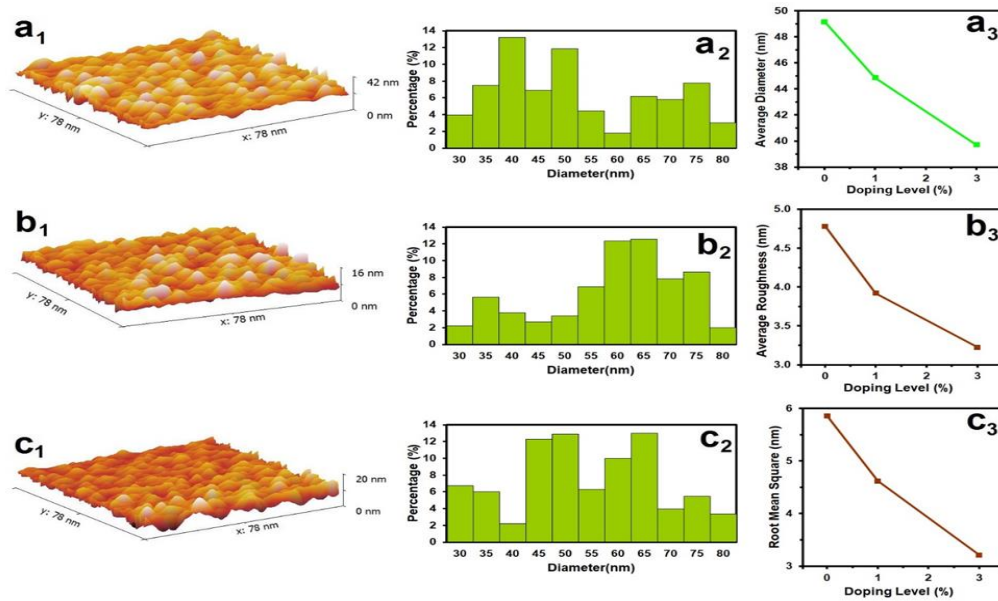 a1
42 nm
0 nm
y: 78 nm
x: 78 nm
a2
Percentage (%)
14
12
10
8
6
4
2
0
30 35 40 45 50 55 60 65 70 75 80
Diameter(nm)
a3
Average Diameter (nm)
50
48
46
44
42
40
38
0 1 2 3
Doping Level (%)
b1
16 nm
0 nm
y: 78 nm
x: 78 nm
b2
Percentage (%)
14
12
10
8
6
4
2
0
30 35 40 45 50 55 60 65 70 75 80
Diameter(nm)
b3
Average Roughness (nm)
5.0
4.5
4.0
3.5
3.0
0 1 2 3
Doping Level (%)
c1
20 nm
0 nm
y: 78 nm
x: 78 nm
c2
Percentage (%)
14
12
10
8
6
4
2
0
30 35 40 45 50 55 60 65 70 75 80
Diameter(nm)
c3
Root Mean Square (nm)
6
5
4
3
0 1 2 3
Doping Level (%)